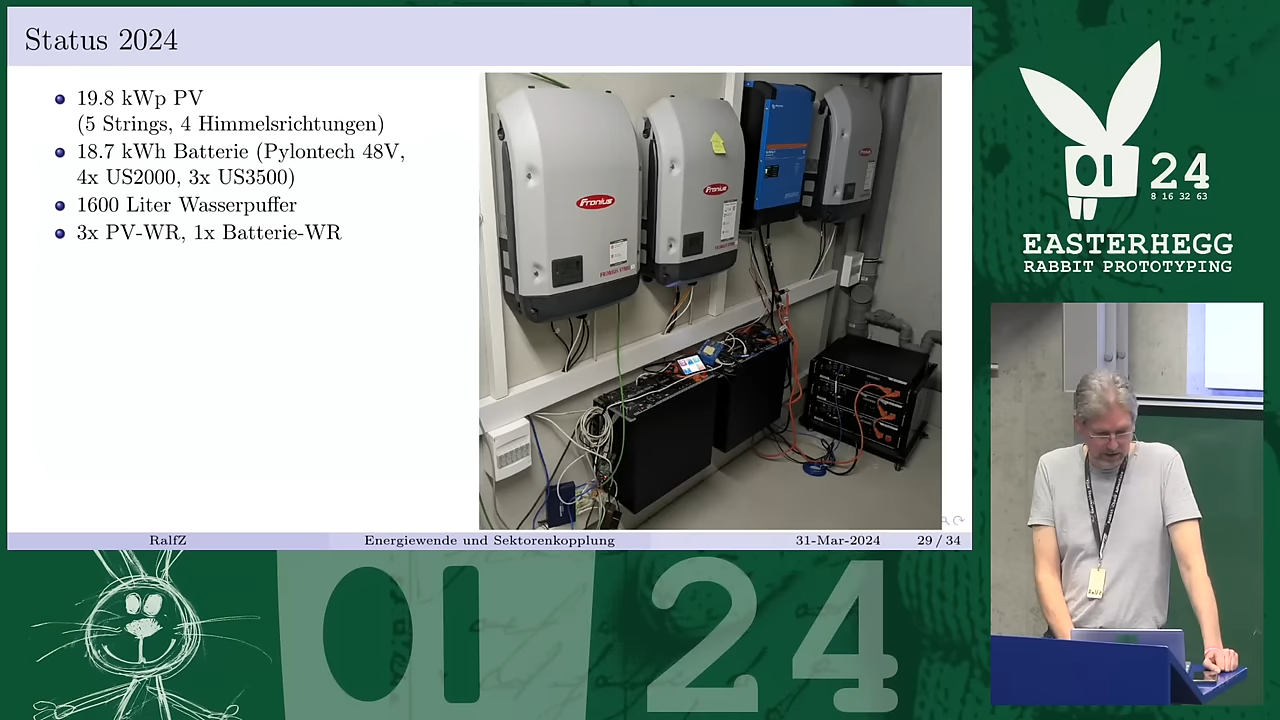 Status 2024
19.8 kWp PV
(5 Strings, 4 Himmelsrichtungen)
18.7 kWh Batterie (Pylontech 48V,
4x US2000, 3x US3500)
1600 Liter Wasserpuffer
3x PV-WR, 1x Batterie-WR
Fronius
Fronius
RalfZ
Energiewende und Sektorenkopplung
31-Mar-2024
29 / 34
24
8 16 32 63
EASTERHEGG
RABBIT PROTOTYPING
24